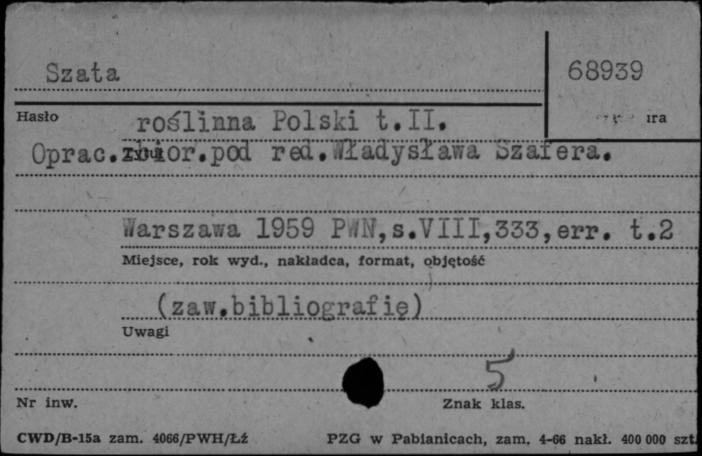 Szata
68939
Hasło
roślinna Polski t.II.
Oprac.zbior.pod red.Władysława Szafera.
Warszawa 1959 PWN,s.VIII,333,err. t.2
Miejsce, rok wyd., nakładca, format, objętość
(zaw.bibliografię)
Uwagi
5
Nr inw.
Znak klas.
CWD/B-15a zam. 4066/PWH/Łź
PZG w Pabianicach, zam. 4-66 nakł. 400 000 szt.